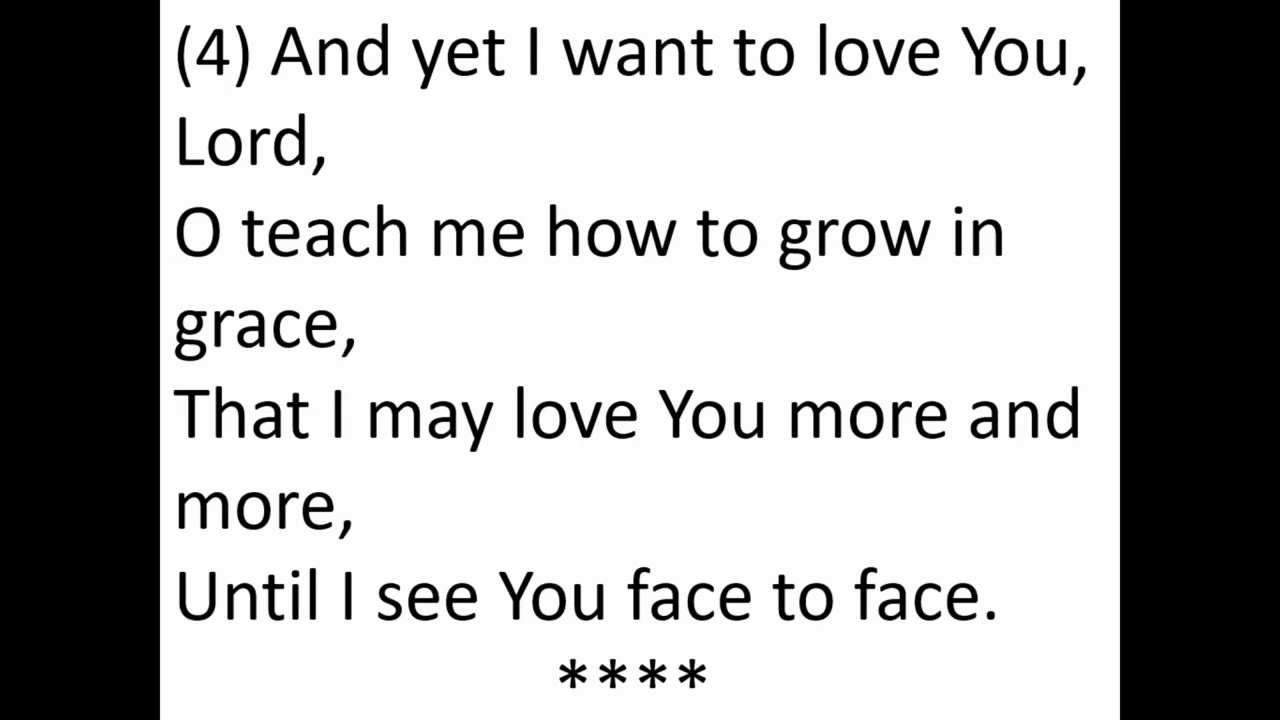 (4) And yet I want to love You,
Lord,
O teach me how to grow in
grace,
That I may love You more and
more,
Until I see You face to face.
****